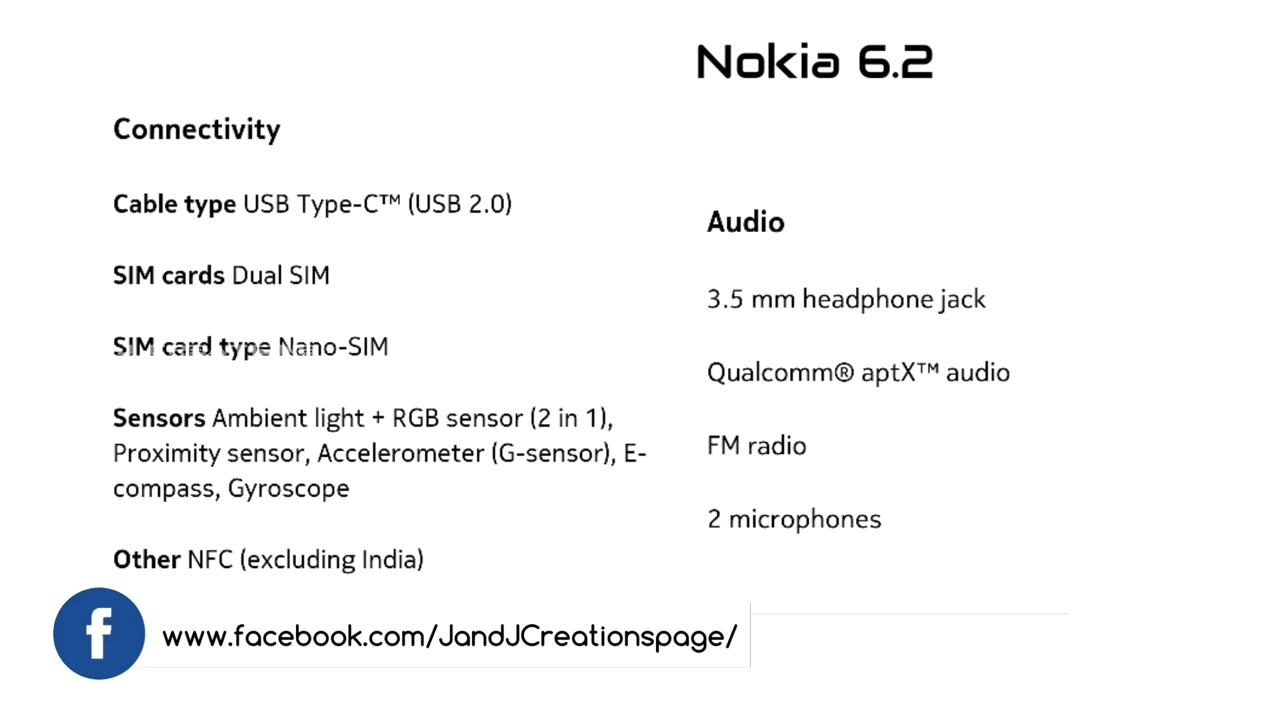 Nokia 6.2
Connectivity
Cable type USB Type-C™ (USB 2.0)
SIM cards Dual SIM
SIM card type Nano-SIM
Sensors Ambient light + RGB sensor (2 in 1),
Proximity sensor, Accelerometer (G-sensor), E-
compass, Gyroscope
Other NFC (excluding India)
Audio
3.5 mm headphone jack
Qualcomm® aptX™ audio
FM radio
2 microphones
f www.facebook.com/JandJCreationspage/